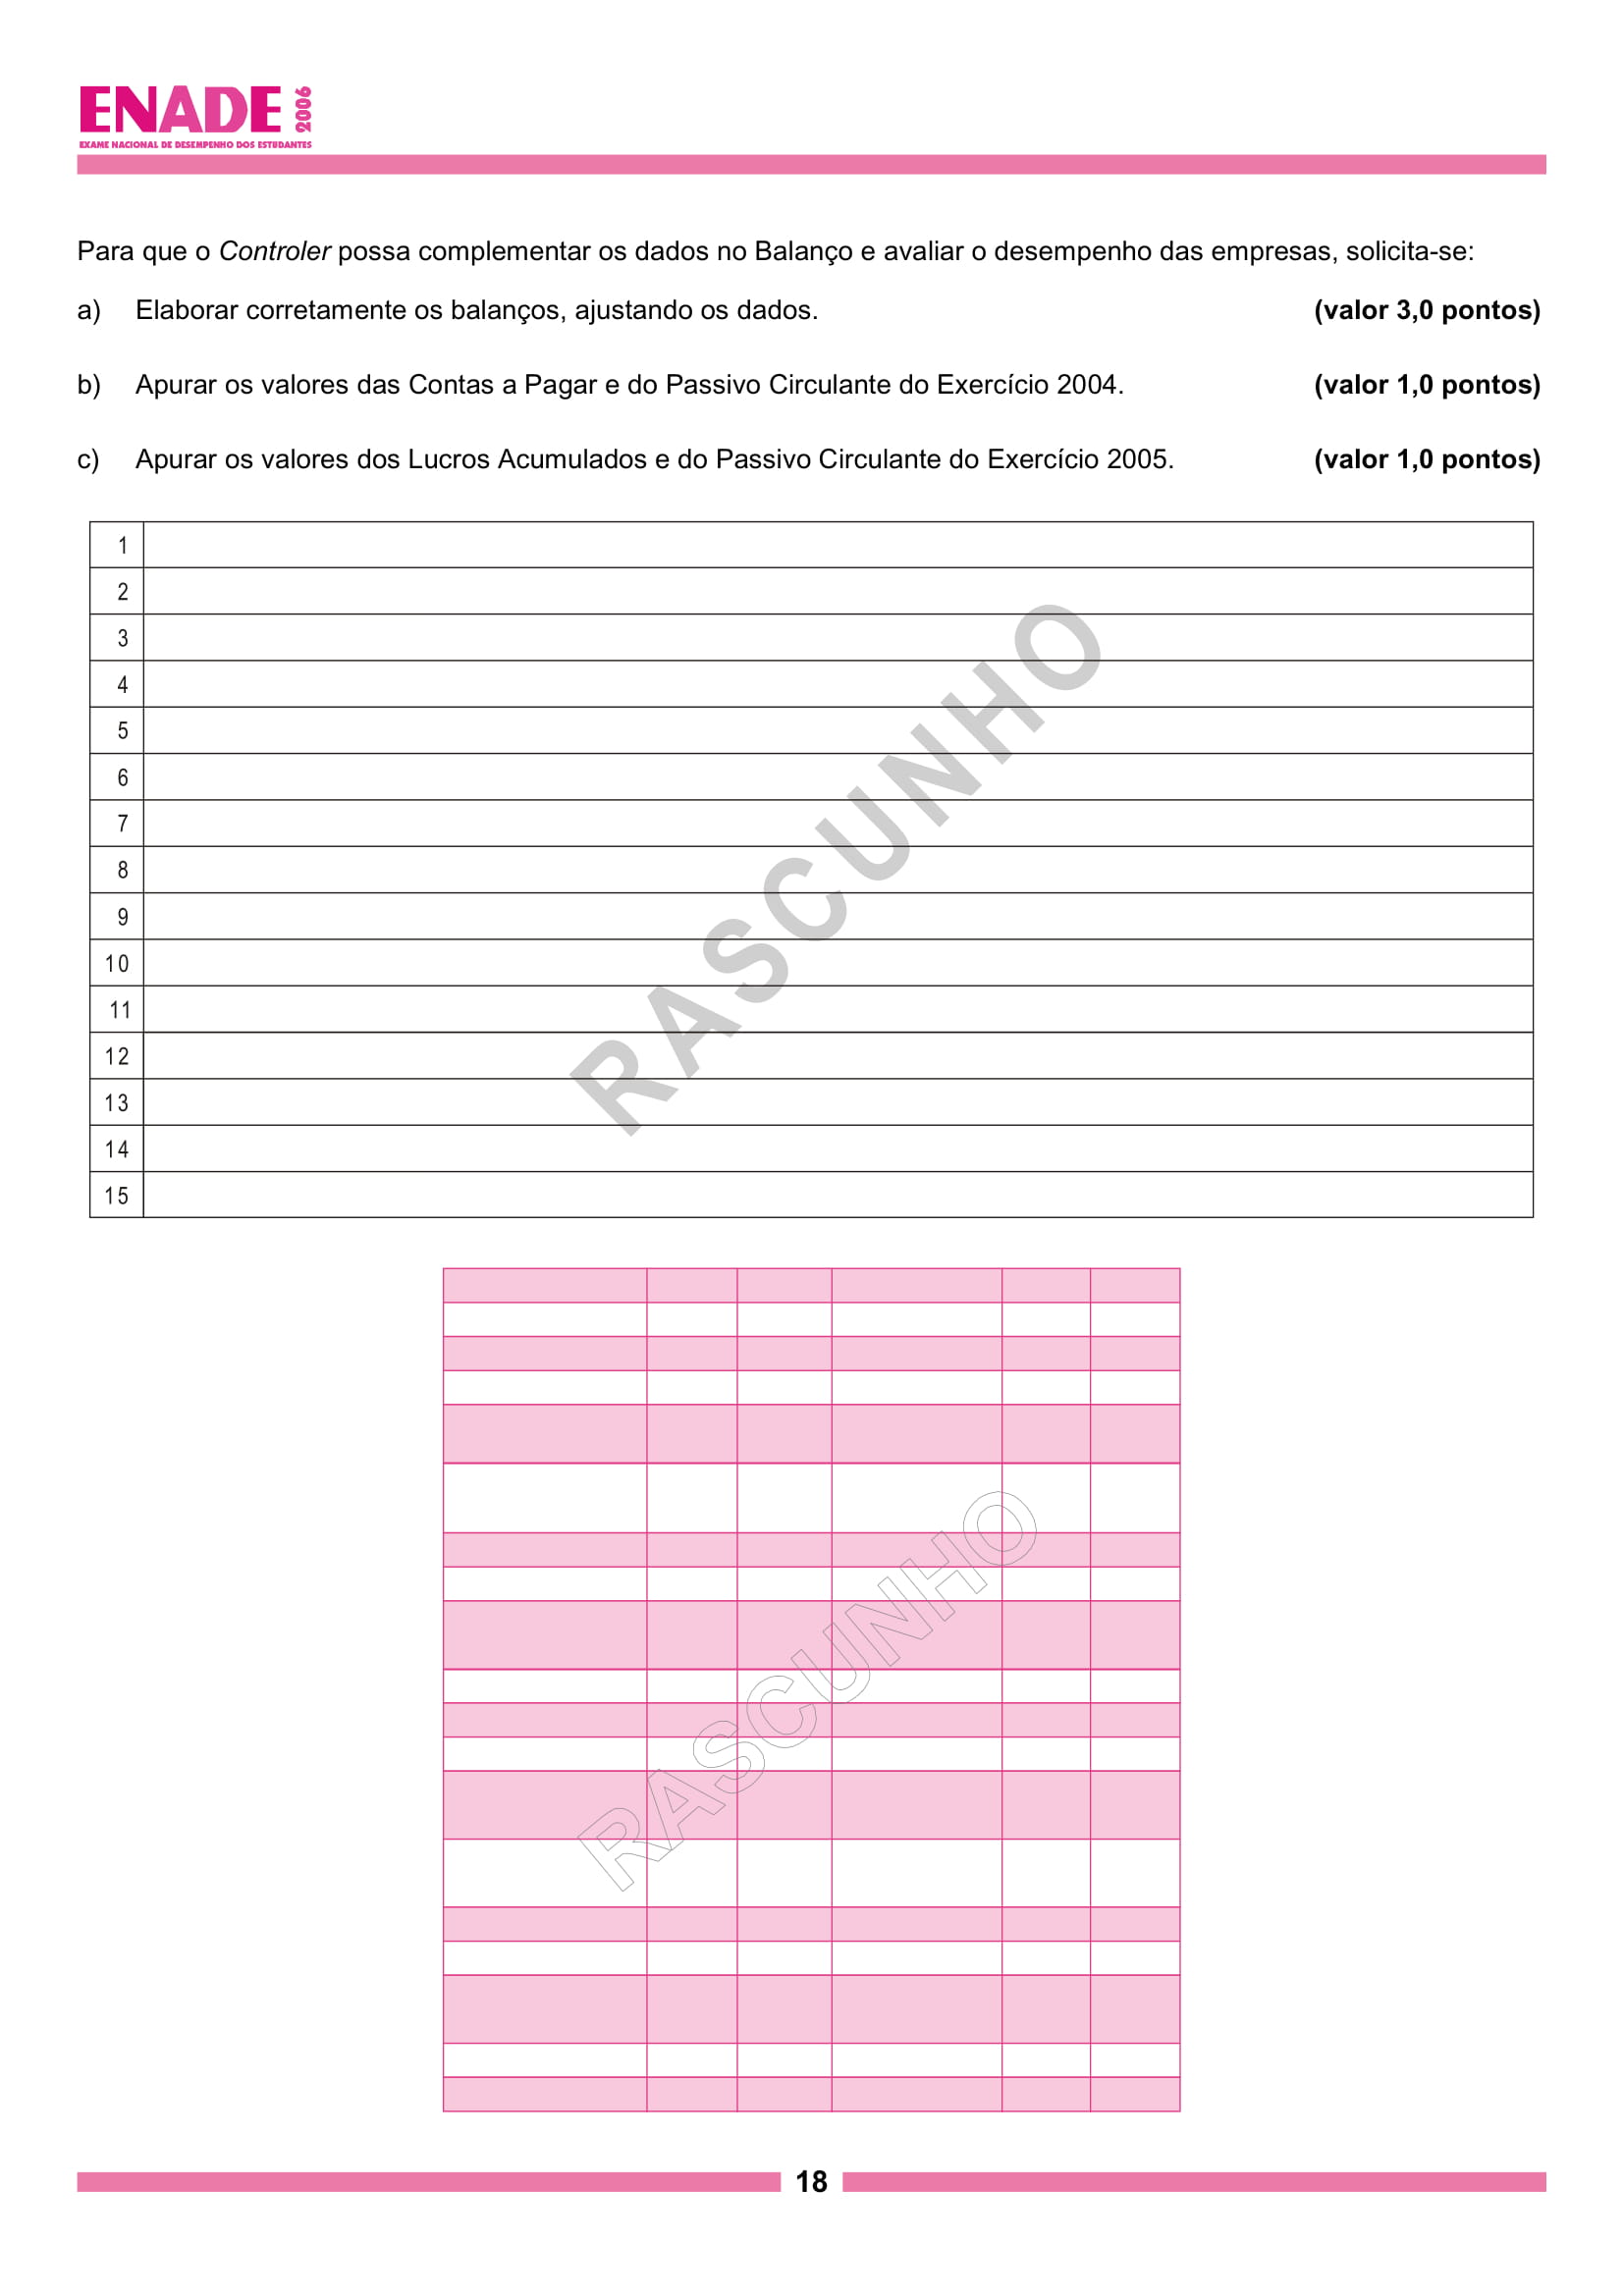 ENADE 2006
EXAME NACIONAL DE DESEMPENHO DOS ESTUDANTES
Para que o Controler possa complementar os dados no Balanço e avaliar o desempenho das empresas, solicita-se:
a) Elaborar corretamente os balanços, ajustando os dados. (valor 3,0 pontos)
b) Apurar os valores das Contas a Pagar e do Passivo Circulante do Exercício 2004. (valor 1,0 pontos)
c) Apurar os valores dos Lucros Acumulados e do Passivo Circulante do Exercício 2005. (valor 1,0 pontos)
1
2
3
4
5
6
7
8
9
10
11
12
13
14
15
RASCUNHO
RASCUNHO
18